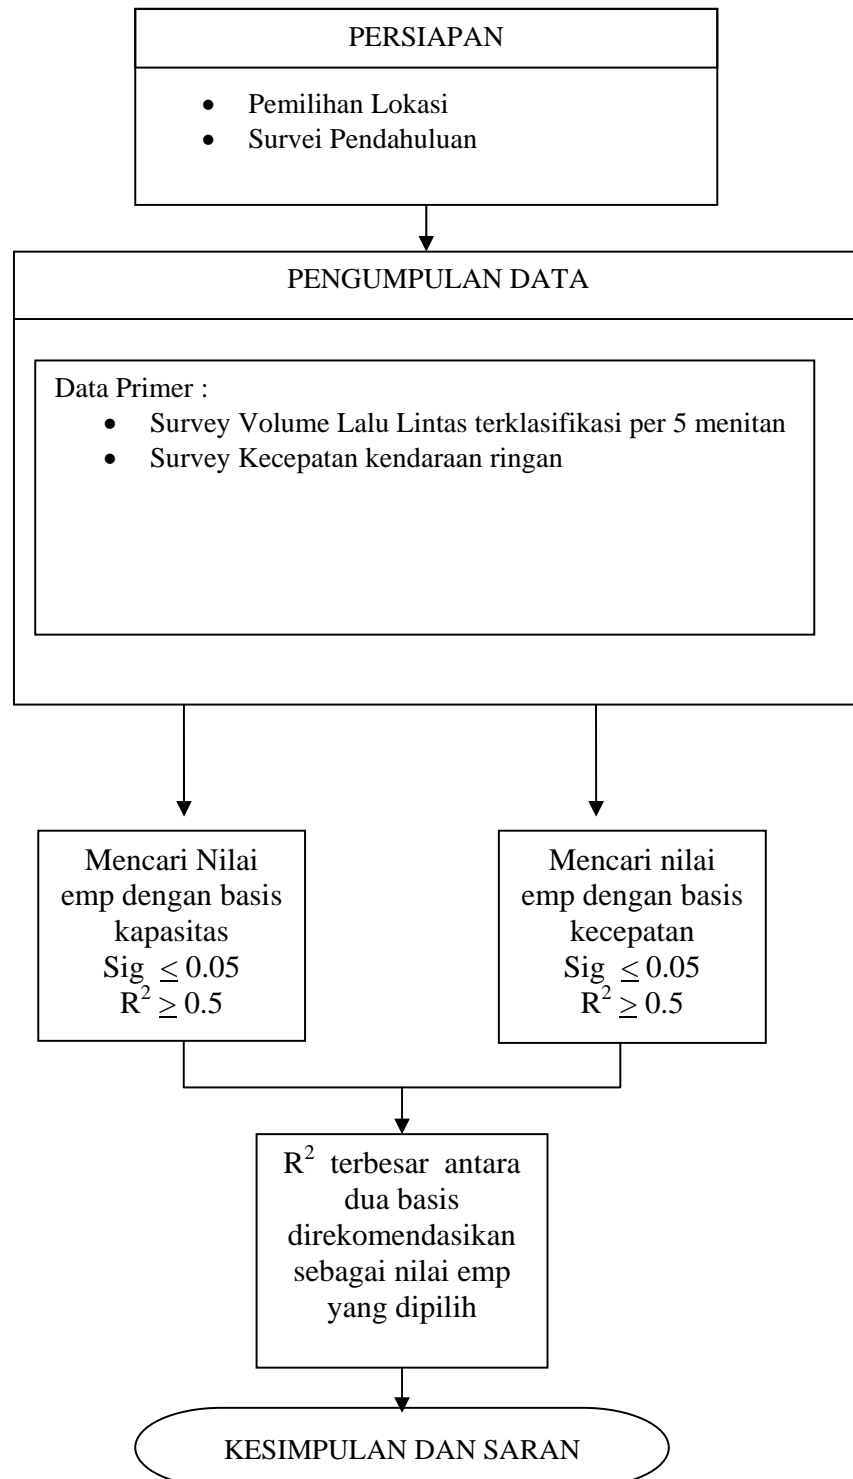 PERSIAPAN
• Pemilihan Lokasi
• Survei Pendahuluan
PENGUMPULAN DATA
Data Primer :
• Survey Volume Lalu Lintas terklasifikasi per 5 menitan
• Survey Kecepatan kendaraan ringan
Mencari Nilai
emp dengan basis
kapasitas
Sig ≤ 0.05
R² ≥ 0.5
Mencari nilai
emp dengan basis
kecepatan
Sig ≤ 0.05
R² ≥ 0.5
R² terbesar antara
dua basis
direkomendasikan
sebagai nilai emp
yang dipilih
KESIMPULAN DAN SARAN